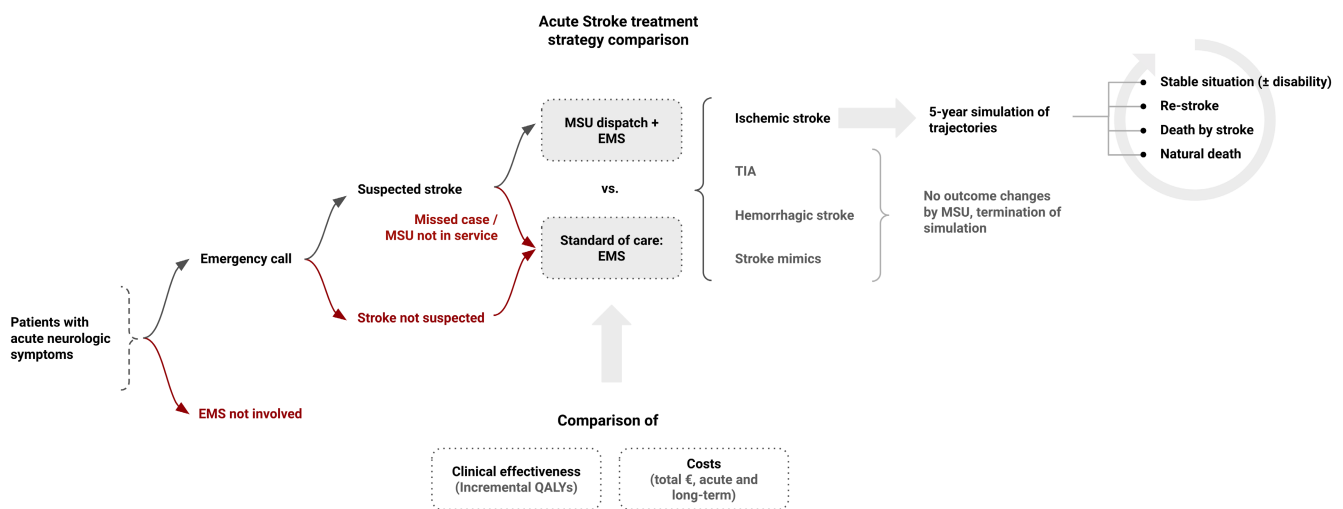 Acute Stroke treatment
strategy comparison
Patients with
acute neurologic
symptoms
Emergency call
EMS not involved
Suspected stroke
Missed case /
MSU not in service
Stroke not suspected
MSU dispatch +
EMS
vs.
Standard of care:
EMS
Ischemic stroke
TIA
Hemorrhagic stroke
Stroke mimics
5-year simulation of
trajectories
No outcome changes
by MSU, termination of
simulation
Stable situation (± disability)
Re-stroke
Death by stroke
Natural death
Comparison of
Clinical effectiveness
(Incremental QALYs)
Costs
(total €, acute and
long-term)